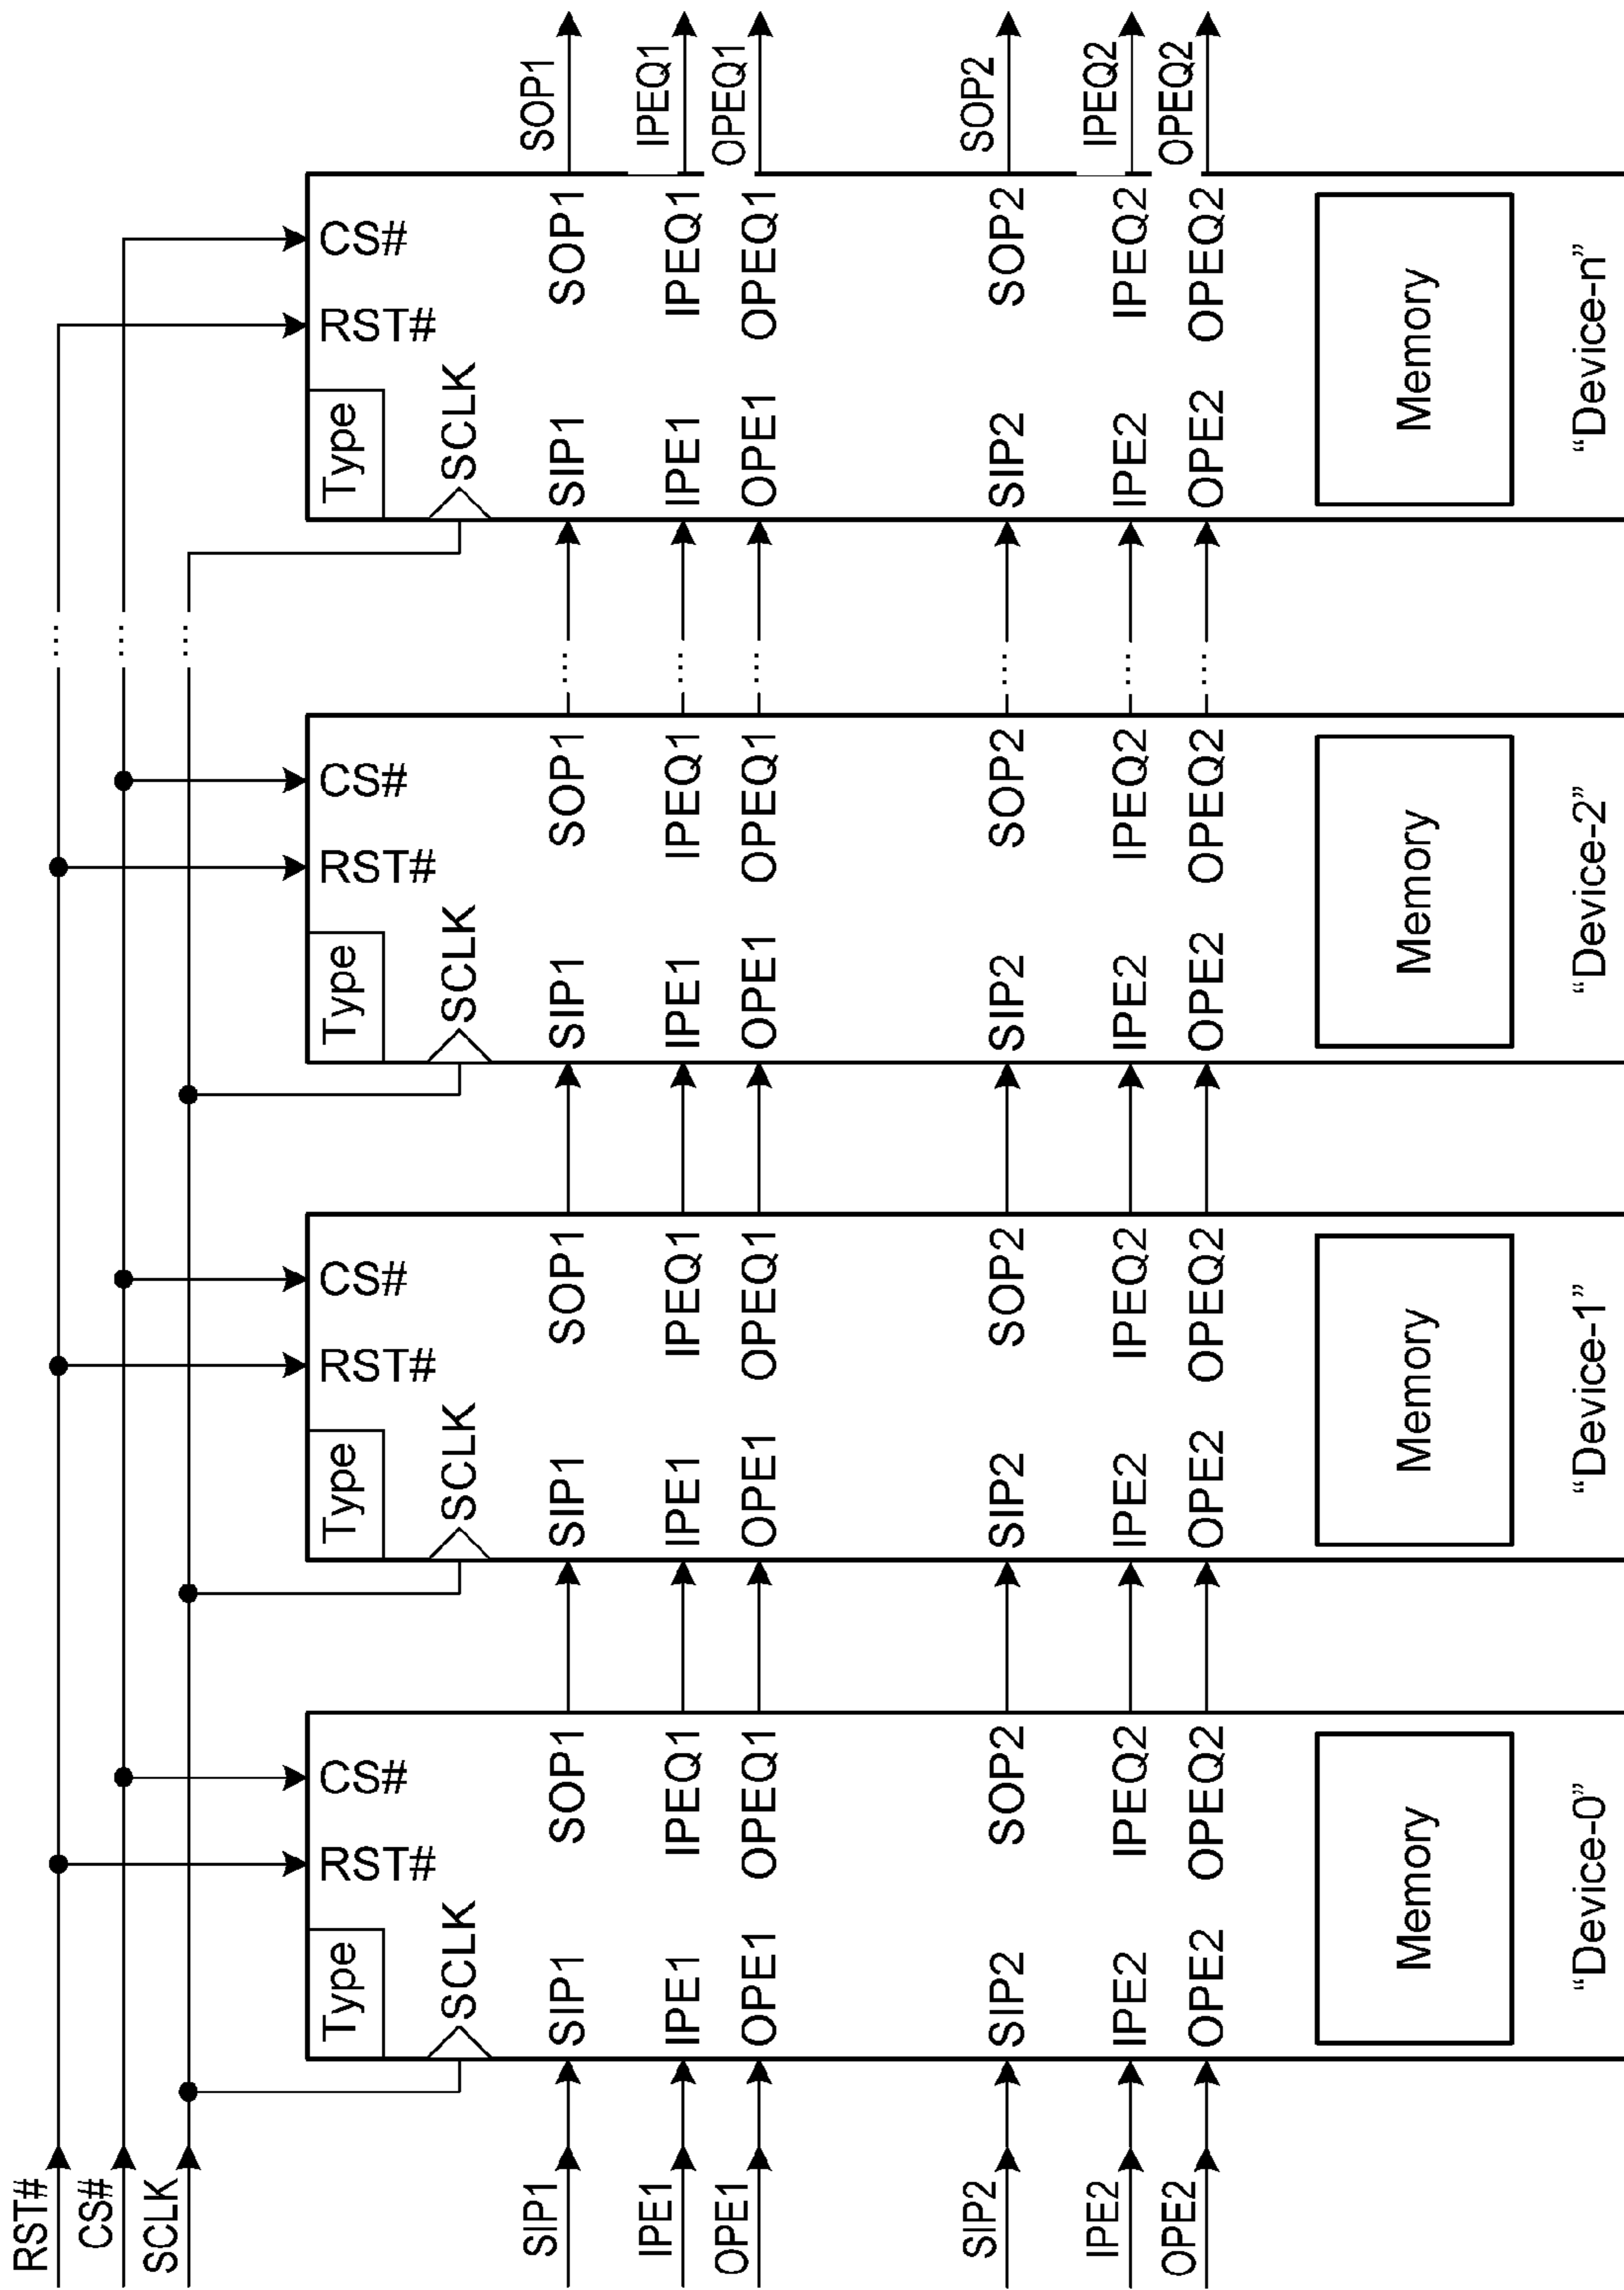 RST#
CS#
SCLK
SIP1
IPE1
OPE1
SIP2
IPE2
OPE2
Type
RST#
CS#
SCLK
SIP1 SOP1
IPE1 IPEQ1
OPE1 OPEQ1
SIP2 SOP2
IPE2 IPEQ2
OPE2 OPEQ2
Memory
“Device-0”
Type
RST#
CS#
SCLK
SIP1 SOP1
IPE1 IPEQ1
OPE1 OPEQ1
SIP2 SOP2
IPE2 IPEQ2
OPE2 OPEQ2
Memory
“Device-1”
Type
RST#
CS#
SCLK
SIP1 SOP1
IPE1 IPEQ1
OPE1 OPEQ1
SIP2 SOP2
IPE2 IPEQ2
OPE2 OPEQ2
Memory
“Device-2”
...
...
...
...
...
...
...
...
...
Type
RST#
CS#
SCLK
SIP1 SOP1
IPE1 IPEQ1
OPE1 OPEQ1
SIP2 SOP2
IPE2 IPEQ2
OPE2 OPEQ2
Memory
“Device-n”
SOP1
IPEQ1
OPEQ1
SOP2
IPEQ2
OPEQ2